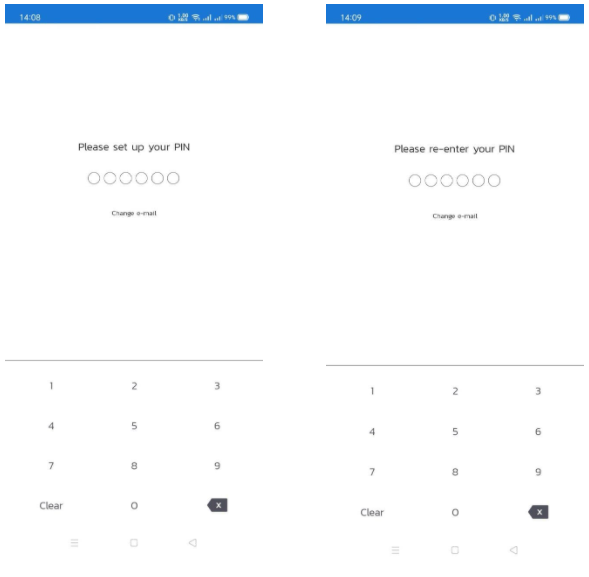 14:08
99%
Please set up your PIN
Change e-mail
1 2 3
4 5 6
7 8 9
Clear 0 X
14:09
99%
Please re-enter your PIN
Change e-mail
1 2 3
4 5 6
7 8 9
Clear 0 X